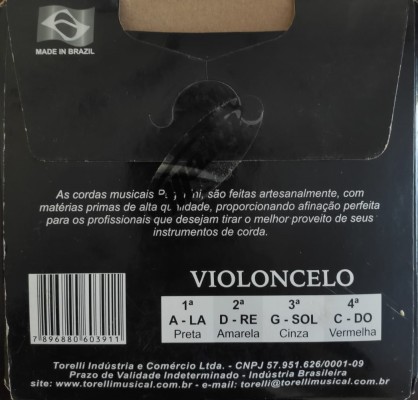 MADE IN BRAZIL
As cordas musicais são feitas artesanalmente, com
matérias primas de alta qualidade, proporcionando afinação perfeita
para os profissionais que desejam tirar o melhor proveito de seus
instrumentos de corda.
VIOLONCELO
1ª 2ª 3ª 4ª
A - LA D - RE G - SOL C - DO
Preta Amarela Cinza Vermelha
7 896880 603911
Torelli Indústria e Comércio Ltda. - CNPJ 57.951.626/0001-09
Prazo de Validade Indeterminado - Indústria Brasileira
site: www.torellimusical.com.br - e-mail: torelli@torellimusical.com.br